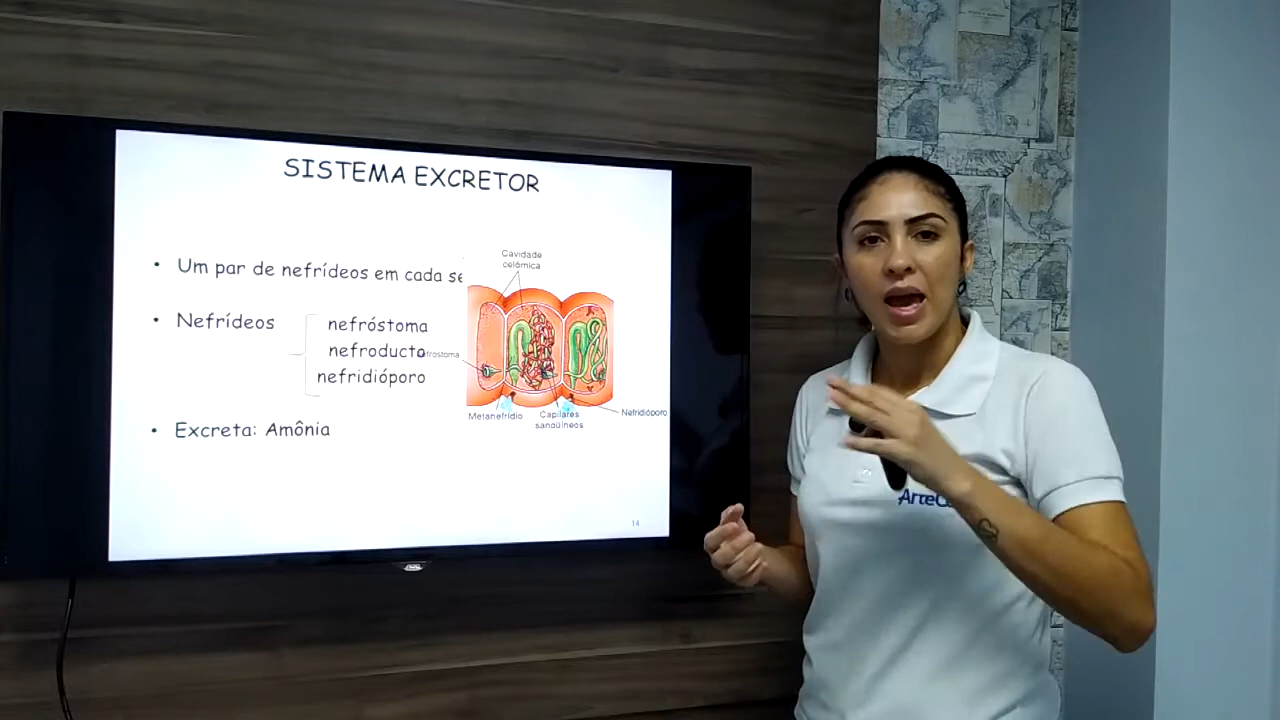 SISTEMA EXCRETOR
Cavidade
celômica
• Um par de nefrídeos em cada se
• Nefrídeos
nefróstoma
nefroducto
nefridióporo
Metanefrídio
Capilares
sanguíneos
Nefridióporo
• Excreta: Amônia
14